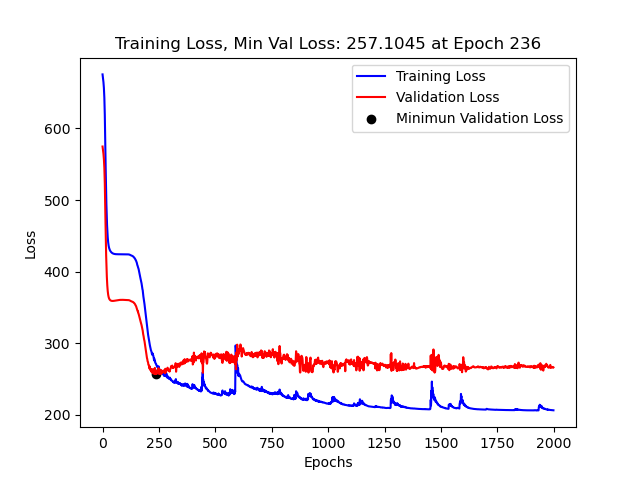 Training Loss, Min Val Loss: 257.1045 at Epoch 236
Training Loss
Validation Loss
Minimun Validation Loss
Loss
600
500
400
300
200
0
250
500
750
1000
1250
1500
1750
2000
Epochs